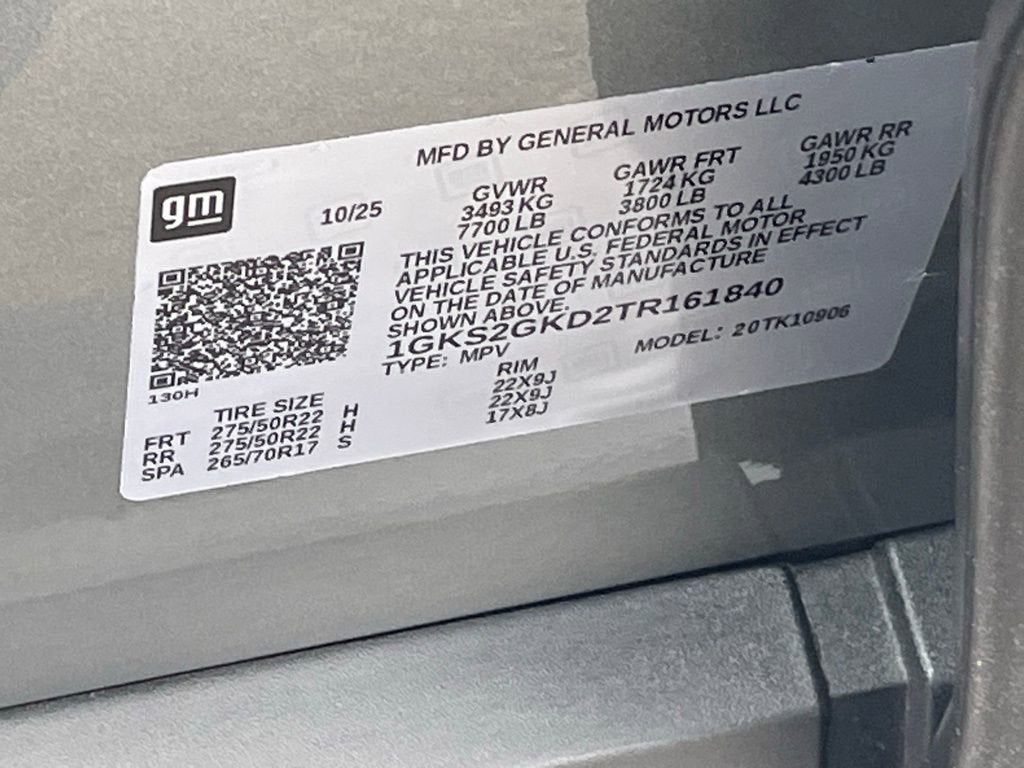 MFD BY GENERAL MOTORS LLC
gm
10/25
GVWR GAWR FRT GAWR RR
3493 KG 1724 KG 1950 KG
7700 LB 3800 LB 4300 LB
THIS VEHICLE CONFORMS TO ALL
APPLICABLE U.S. FEDERAL MOTOR
VEHICLE SAFETY STANDARDS IN EFFECT
ON THE DATE OF MANUFACTURE
SHOWN ABOVE.
1GKS2GKD2TR161840
TYPE: MPV MODEL: 20TK10906
130H
TIRE SIZE RIM
FRT 275/50R22 H 22X9J
RR 275/50R22 H 22X9J
SPA 265/70R17 S 17X8J